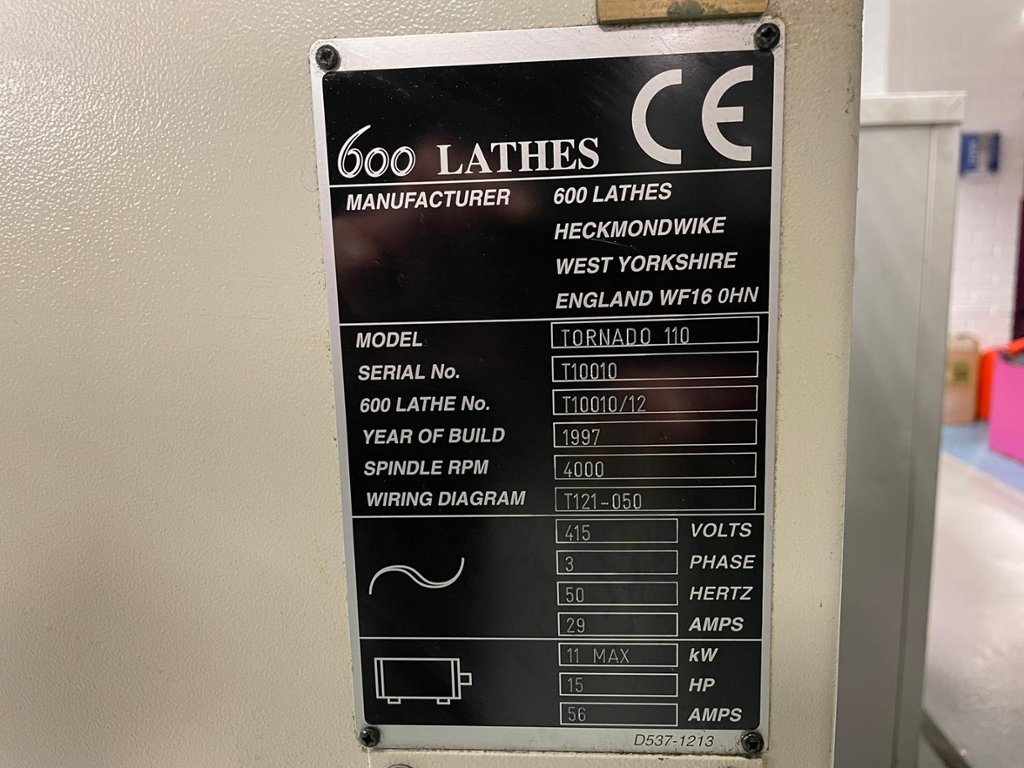 CE
600 LATHES
MANUFACTURER 600 LATHES
HECKMONDWIKE
WEST YORKSHIRE
ENGLAND WF16 0HN
MODEL TORNADO 110
SERIAL No. T10010
600 LATHE No. T10010/12
YEAR OF BUILD 1997
SPINDLE RPM 4000
WIRING DIAGRAM T121-050
415 VOLTS
3 PHASE
50 HERTZ
29 AMPS
11 MAX kW
15 HP
56 AMPS
D537-1213